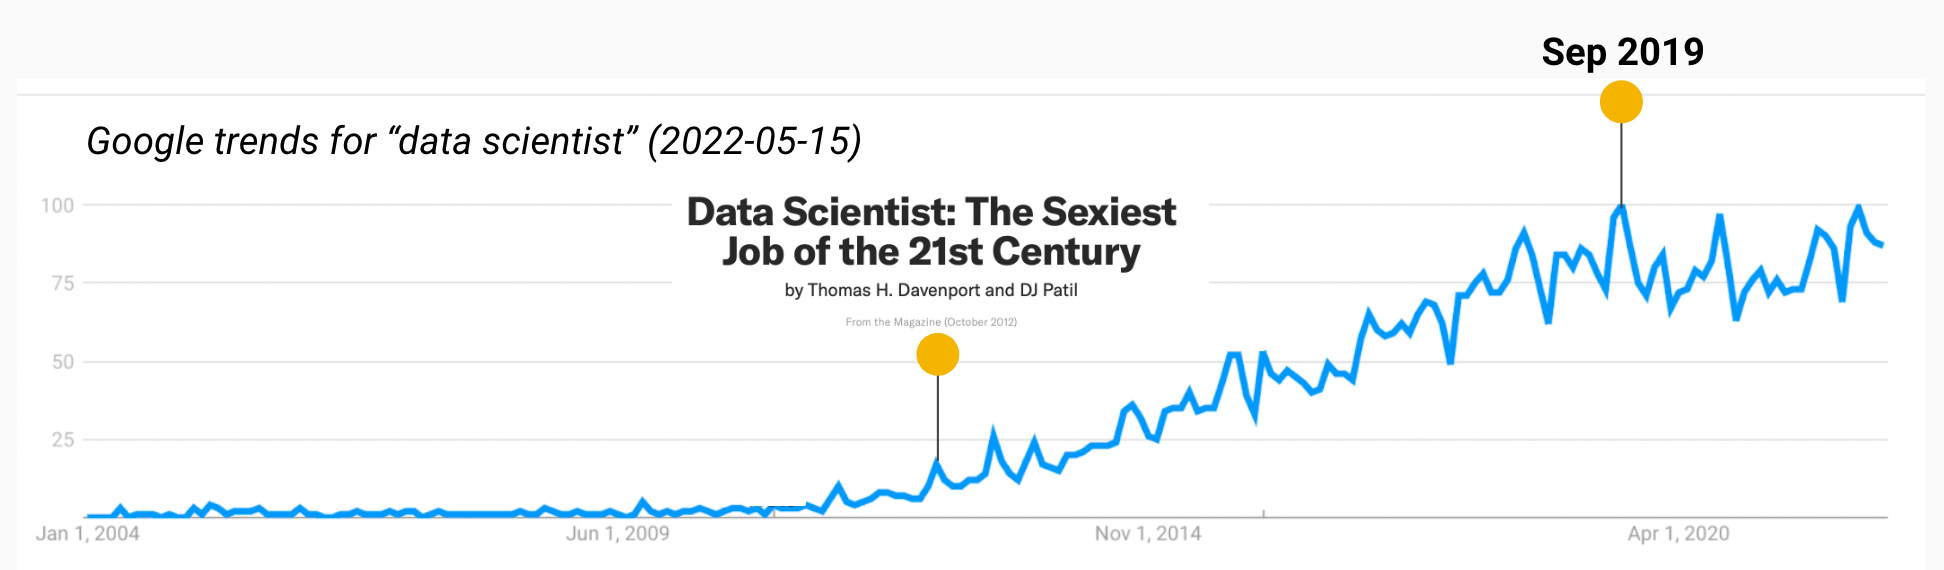 Sep 2019
Google trends for “data scientist” (2022-05-15)
100
Data Scientist: The Sexiest
Job of the 21st Century
75
by Thomas H. Davenport and DJ Patil
From the Magazine (October 2012)
50
25
Jan 1, 2004
Jun 1, 2009
Nov 1, 2014
Apr 1, 2020